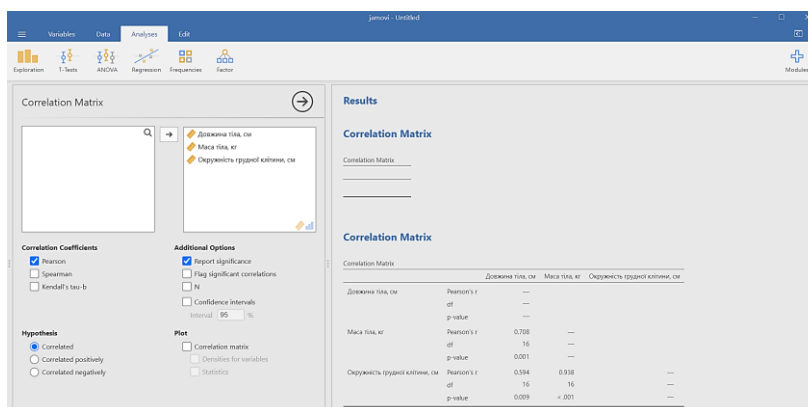 jamovi - Untitled
Variables Data Analyses Edit
Exploration T-Tests ANOVA Regression Frequencies Factor Modules
Correlation Matrix
Довжина тіла, см
Маса тіла, кг
Окружність грудної клітини, см
Correlation Coefficients
Pearson
Spearman
Kendall's tau-b
Additional Options
Report significance
Flag significant correlations
N
Confidence intervals
Interval 95 %
Hypothesis
Correlated
Correlated positively
Correlated negatively
Plot
Correlation matrix
Densities for variables
Statistics
Results
Correlation Matrix
Correlation Matrix
Correlation Matrix
Correlation Matrix
Довжина тіла, см Маса тіла, кг Окружність грудної клітини, см
Довжина тіла, см Pearson's r —
df —
p-value —
Маса тіла, кг Pearson's r 0.708 —
df 16 —
p-value 0.001 —
Окружність грудної клітини, см Pearson's r 0.594 0.938 —
df 16 16 —
p-value 0.009 < .001 —